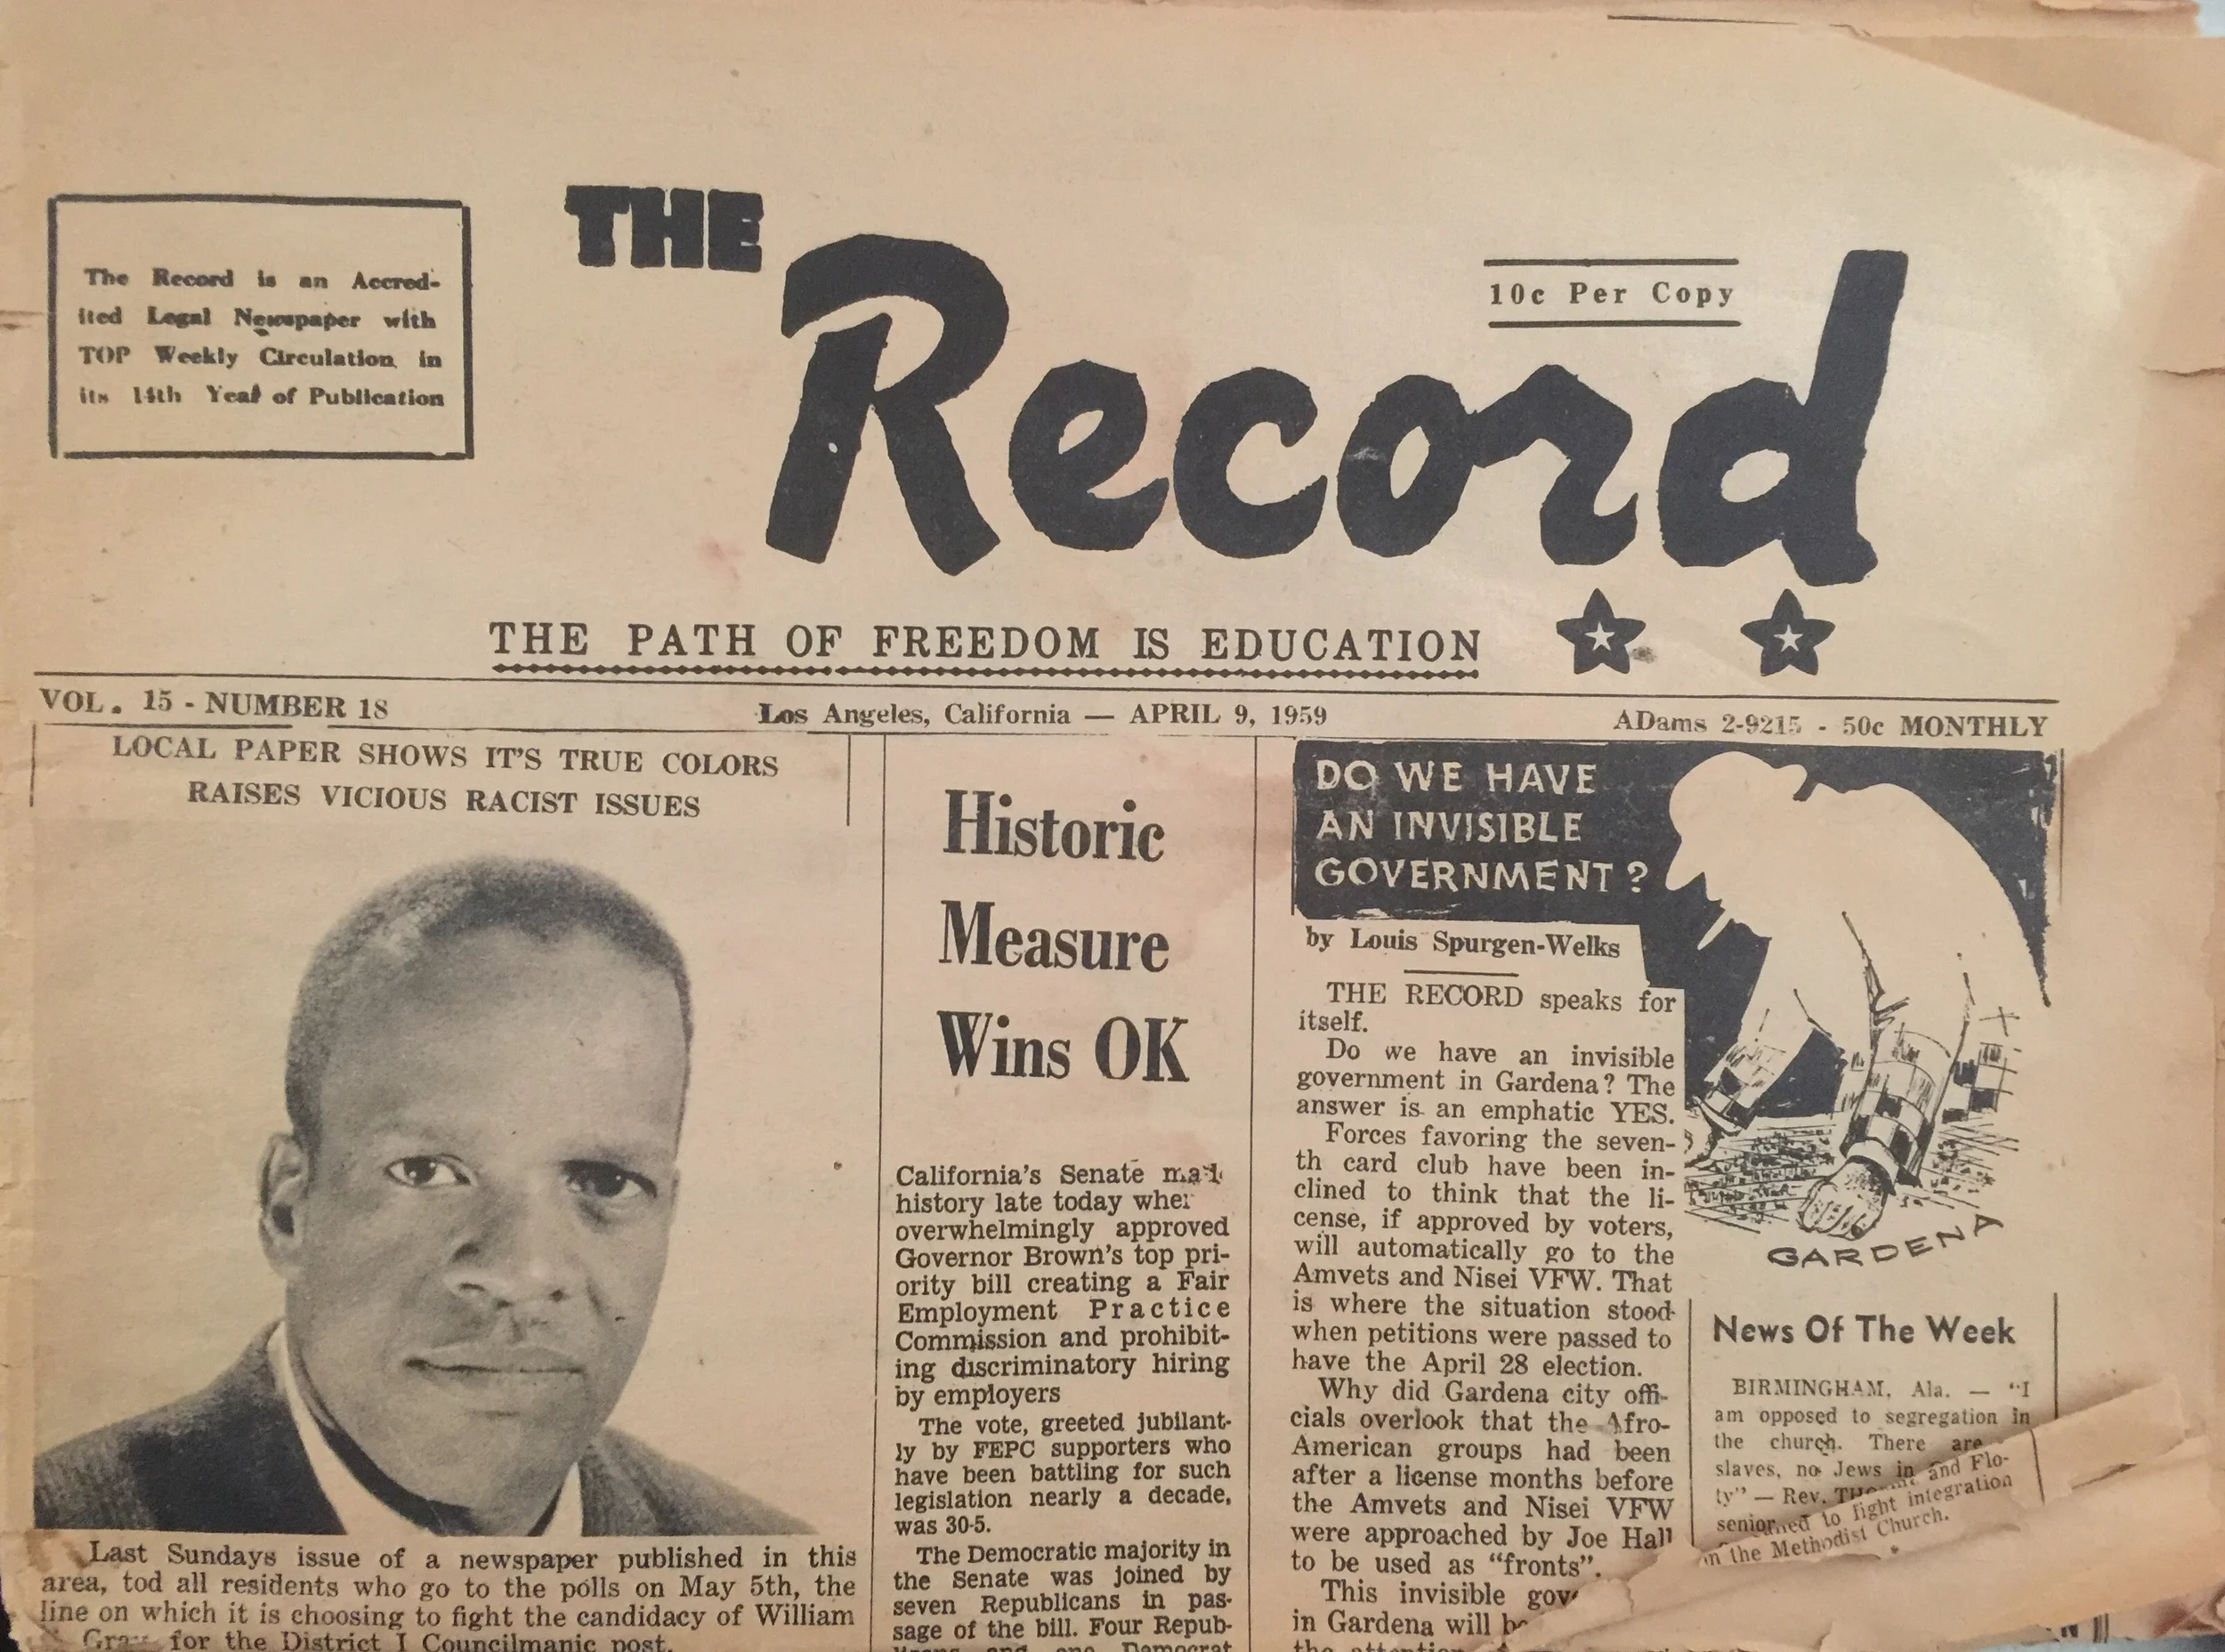 The Record is an Accred-
ited Legal Newspaper with
TOP Weekly Circulation in
its 14th Year of Publication
THE
Record
10c Per Copy
THE PATH OF FREEDOM IS EDUCATION
VOL. 15 - NUMBER 18
Los Angeles, California — APRIL 9, 1959
ADams 2-9215 - 50c MONTHLY
LOCAL PAPER SHOWS IT'S TRUE COLORS
RAISES VICIOUS RACIST ISSUES
Last Sundays issue of a newspaper published in this
area, tod all residents who go to the polls on May 5th, the
line on which it is choosing to fight the candidacy of William
Gray for the District I Councilmanic post.
Historic
Measure
Wins OK
California's Senate
history late today
overwhelmingly approved
Governor Brown's top pri-
ority bill creating a Fair
Employment Practice
Commission and prohibit-
ing discriminatory hiring
by employers
The vote, greeted jubilant-
ly by FEPC supporters who
have been battling for such
legislation nearly a decade,
was 30-5.
The Democratic majority in
the Senate was joined by
seven Republicans in pas-
sage of the bill. Four Repub-
licans and one Democrat
DO WE HAVE
AN INVISIBLE
GOVERNMENT?
by Louis Spurgen-Welks
THE RECORD speaks for
itself.
Do we have an invisible
government in Gardena? The
answer is an emphatic YES.
Forces favoring the seven-
th card club have been in-
clined to think that the li-
cense, if approved by voters,
will automatically go to the
Amvets and Nisei VFW. That
is where the situation stood
when petitions were passed to
have the April 28 election.
Why did Gardena city offi-
cials overlook that the Afro-
American groups had been
after a license months before
the Amvets and Nisei VFW
were approached by Joe Hall
to be used as "fronts".
This invisible
in Gardena will
the
GARDENA
News Of The Week
BIRMINGHAM, Ala. — "I
am opposed to segregation in
the church. There are
slaves, no Jews in and Flo-
ty" — Rev.
senior to fight integration
in the Methodist Church.